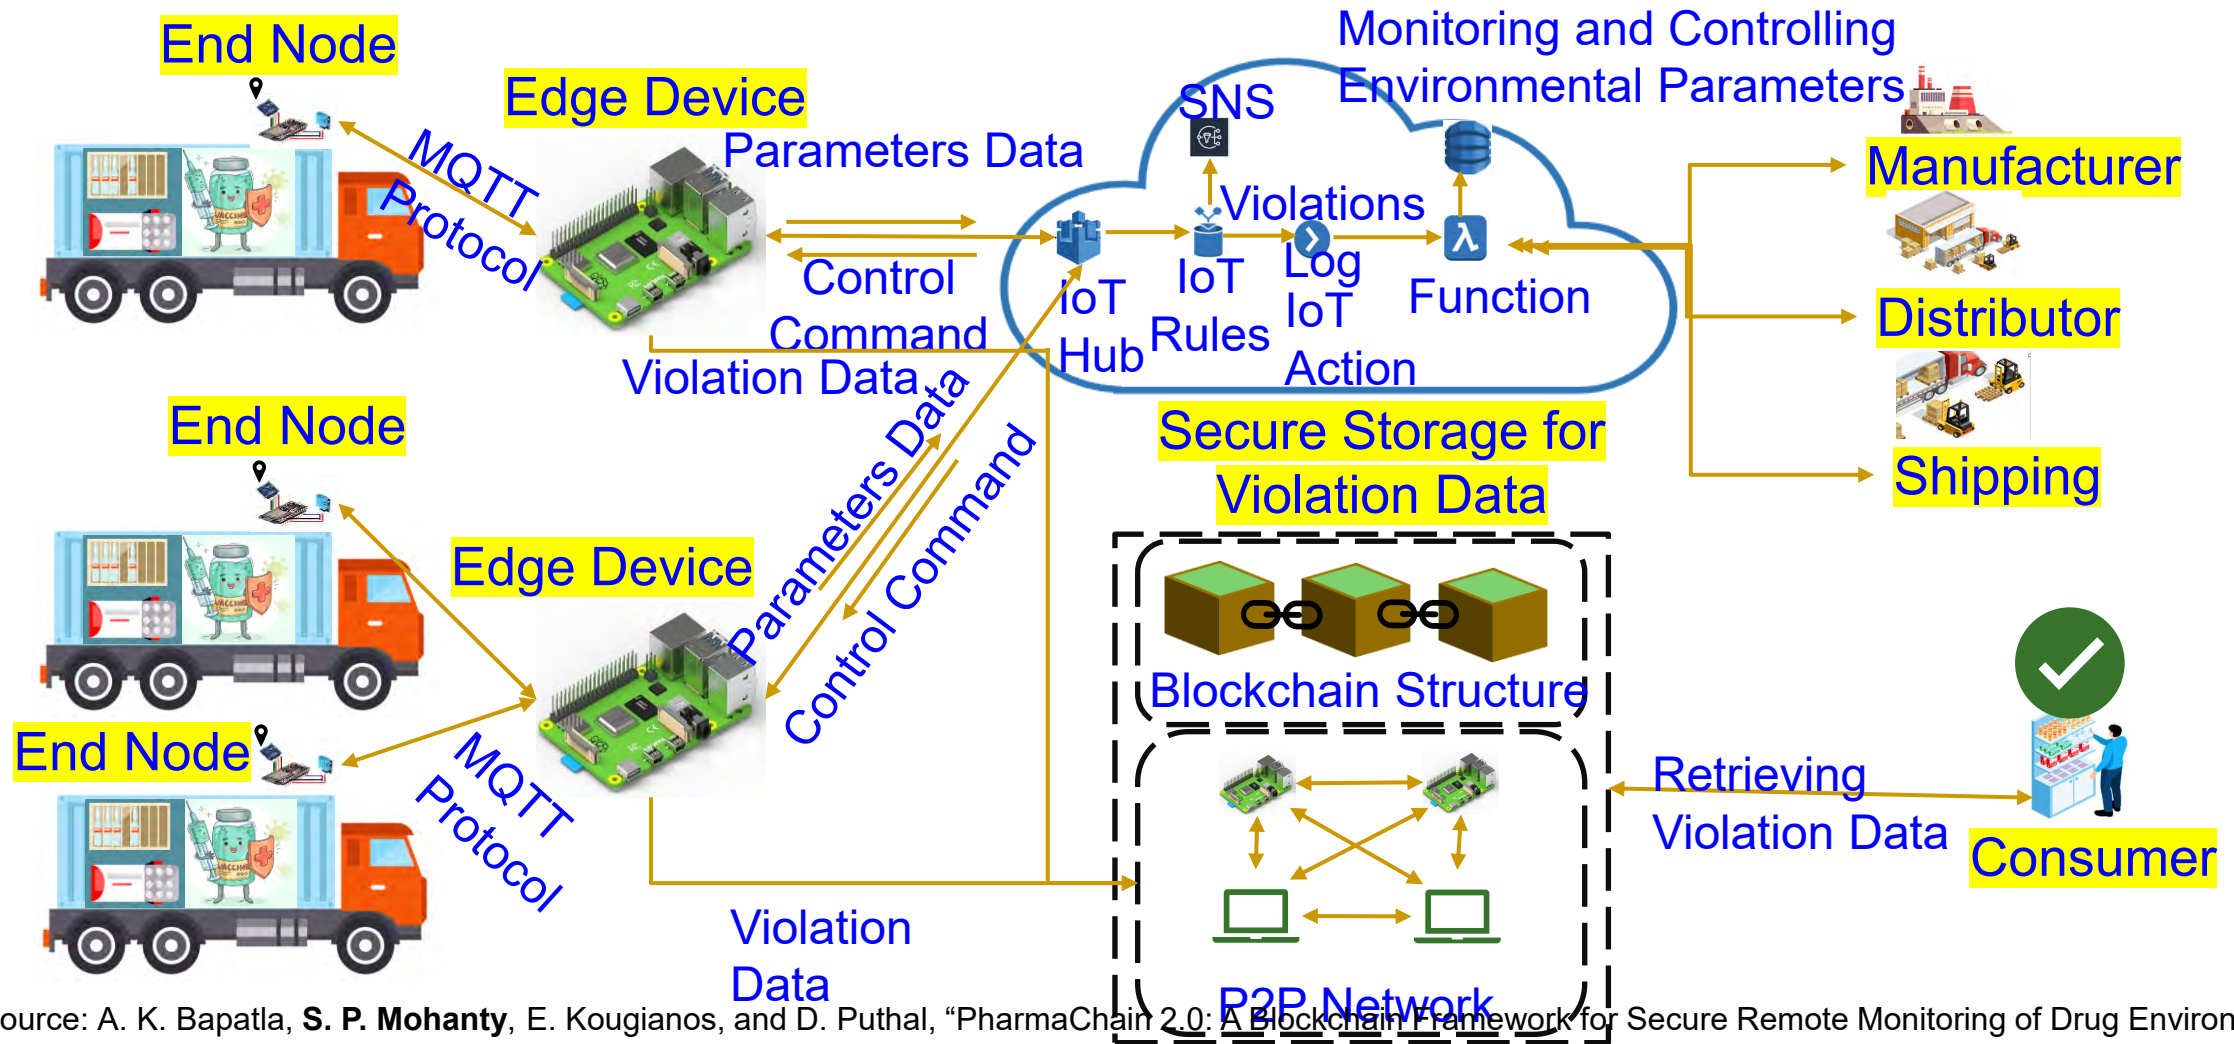 End Node
Edge Device
MQTT
Protocol
Parameters Data
Control
Command
Violation Data
SNS
Violations
IoT
Hub
IoT
Rules
Log
IoT
Action
Function
Monitoring and Controlling
Environmental Parameters
Manufacturer
Distributor
Shipping
End Node
Edge Device
Parameters Data
Control Command
End Node
MQTT
Protocol
Violation
Data
Secure Storage for
Violation Data
Blockchain Structure
P2P Network
Retrieving
Violation Data
Consumer
ource: A. K. Bapatla, S. P. Mohanty, E. Kougianos, and D. Puthal, “PharmaChain 2.0: A Blockchain Framework for Secure Remote Monitoring of Drug Environ
VACCINE
VACCINE
VACCINE